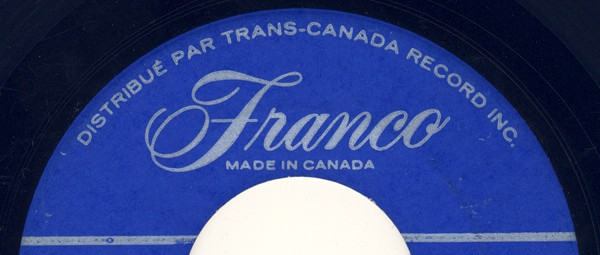 DISTRIBUÉ PAR TRANS-CANADA RECORD INC.
Franco
MADE IN CANADA